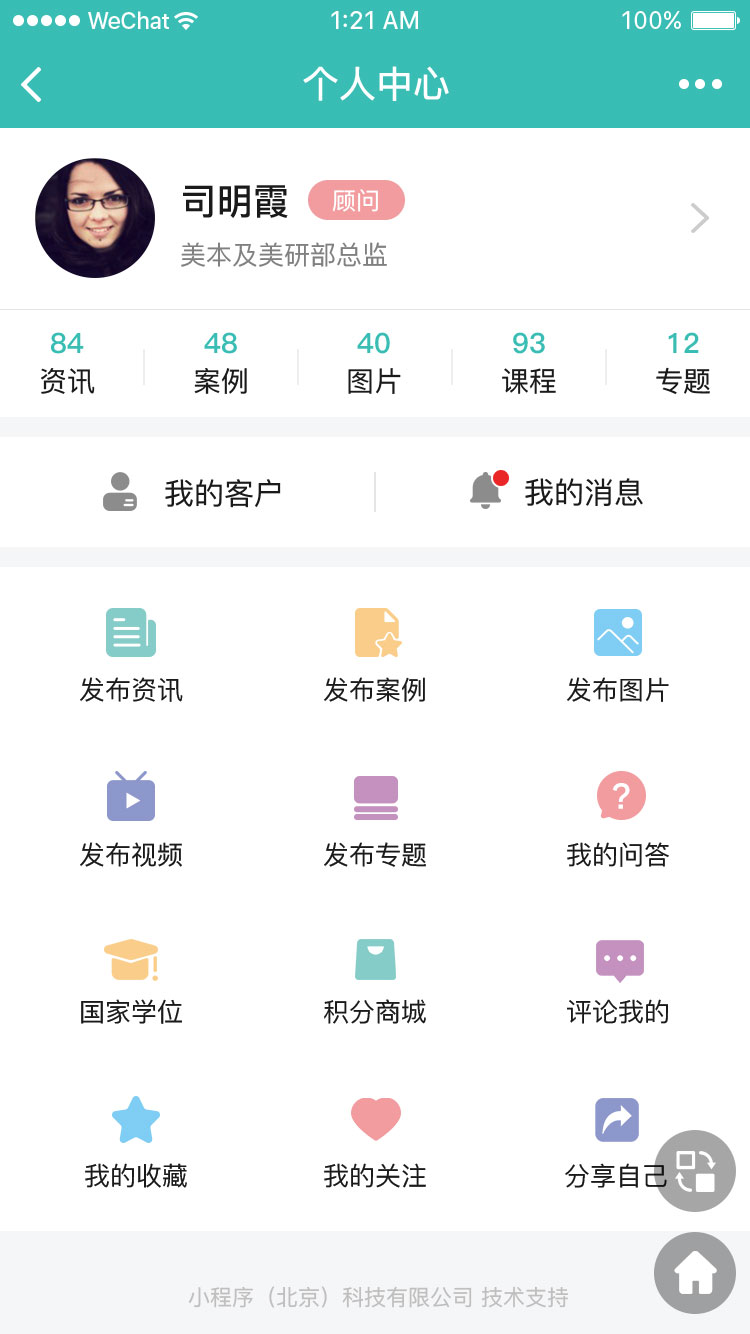 WeChat 1:21 AM 100%
个人中心
司明霞 顾问
美本及美研部总监
84 48 40 93 12
资讯 案例 图片 课程 专题
我的客户 我的消息
发布资讯 发布案例 发布图片
发布视频 发布专题 我的问答
国家学位 积分商城 评论我的
我的收藏 我的关注 分享自己
小程序（北京）科技有限公司 技术支持